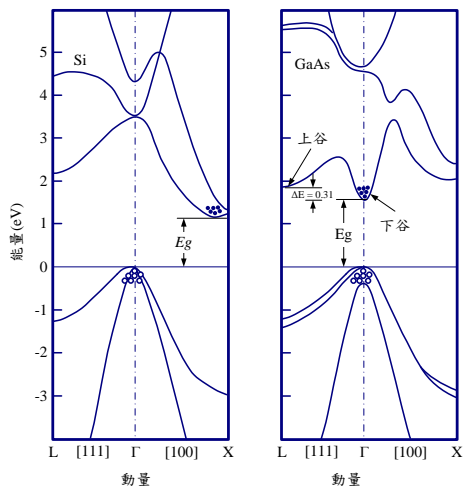 Si
GaAs
5
4
3
2
1
0
-1
-2
-3
能量(eV)
Eg
上谷
ΔE = 0.31
Eg
下谷
L [111] Γ [100] X
L [111] Γ [100] X
動量
動量